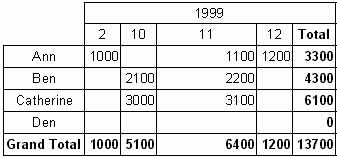 1999
2 10 11 12 Total
Ann 1000 1100 1200 3300
Ben 2100 2200 4300
Catherine 3000 3100 6100
Den 0
Grand Total 1000 5100 6400 1200 13700